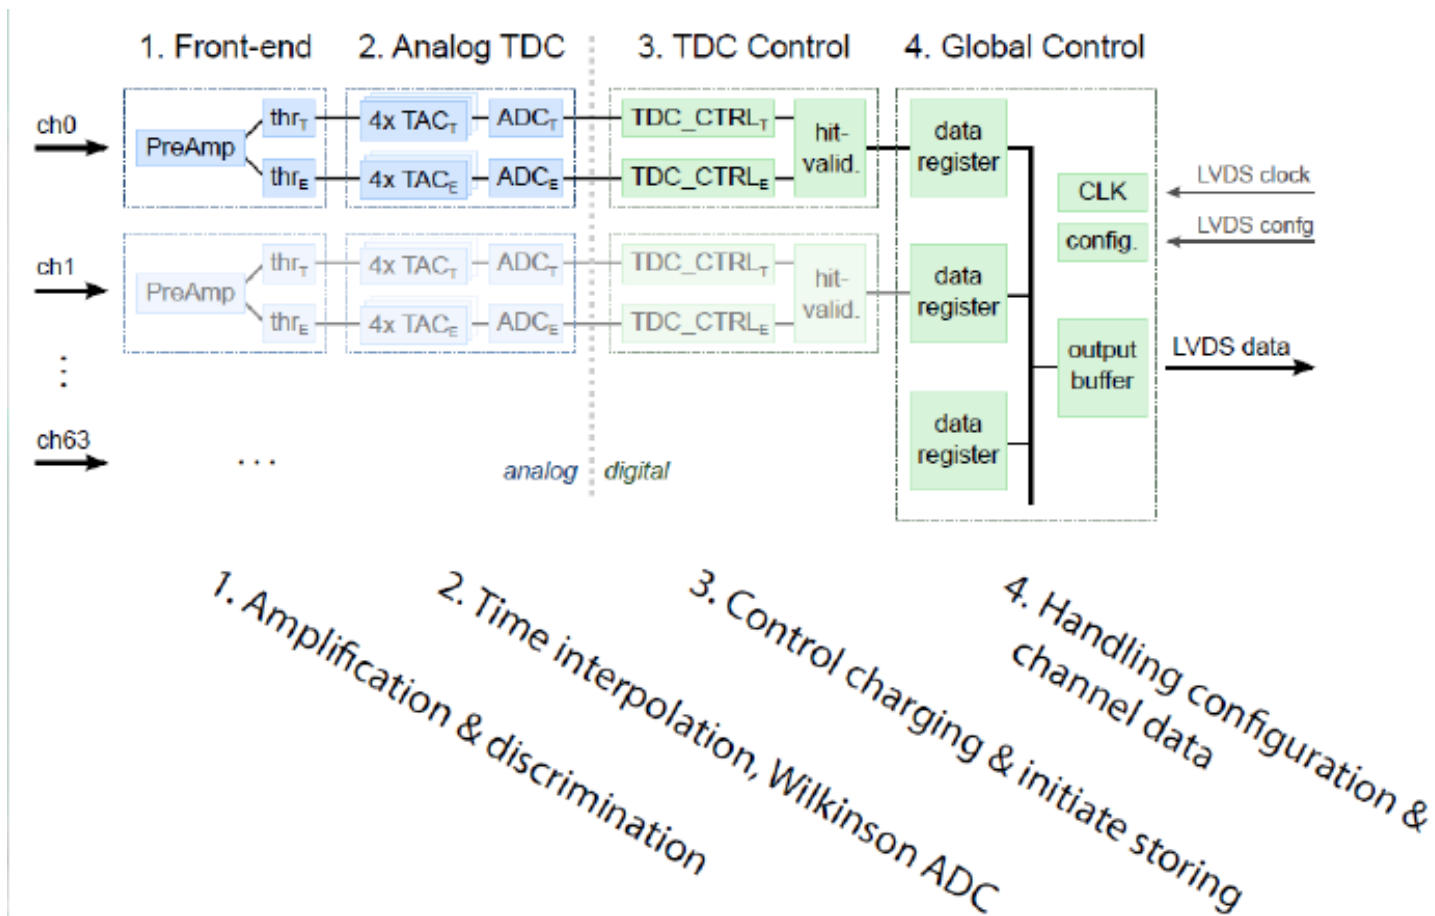 1. Front-end
2. Analog TDC
3. TDC Control
4. Global Control
ch0
PreAmp
thrT
thrE
4x TACT
4x TACE
ADCT
ADCE
TDC_CTRLT
TDC_CTRLE
hit-
valid.
data
register
CLK
LVDS clock
config.
LVDS confg
ch1
PreAmp
thrT
thrE
4x TACT
4x TACE
ADCT
ADCE
TDC_CTRLT
TDC_CTRLE
hit-
valid.
data
register
output
buffer
LVDS data
ch63
...
data
register
analog
digital
1. Amplification & discrimination
2. Time interpolation, Wilkinson ADC
3. Control charging & initiate storing
4. Handling configuration &
channel data